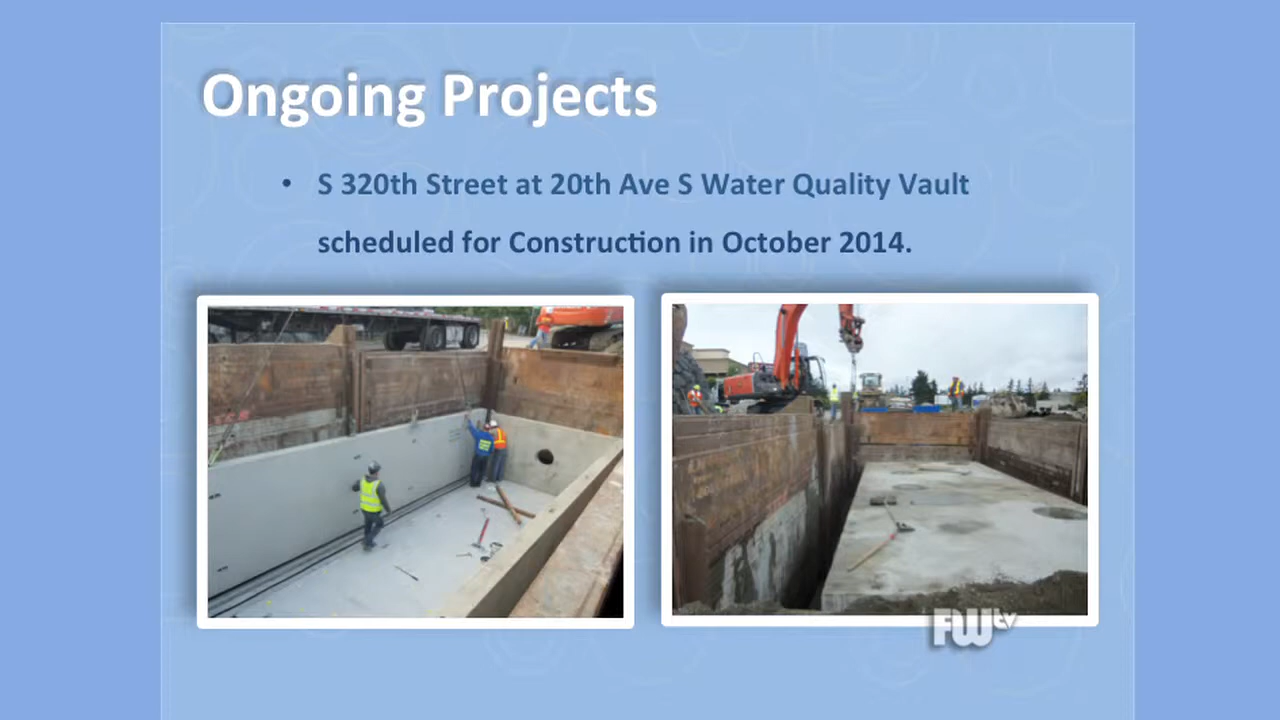 Ongoing Projects
• S 320th Street at 20th Ave S Water Quality Vault
scheduled for Construction in October 2014.
FWtv